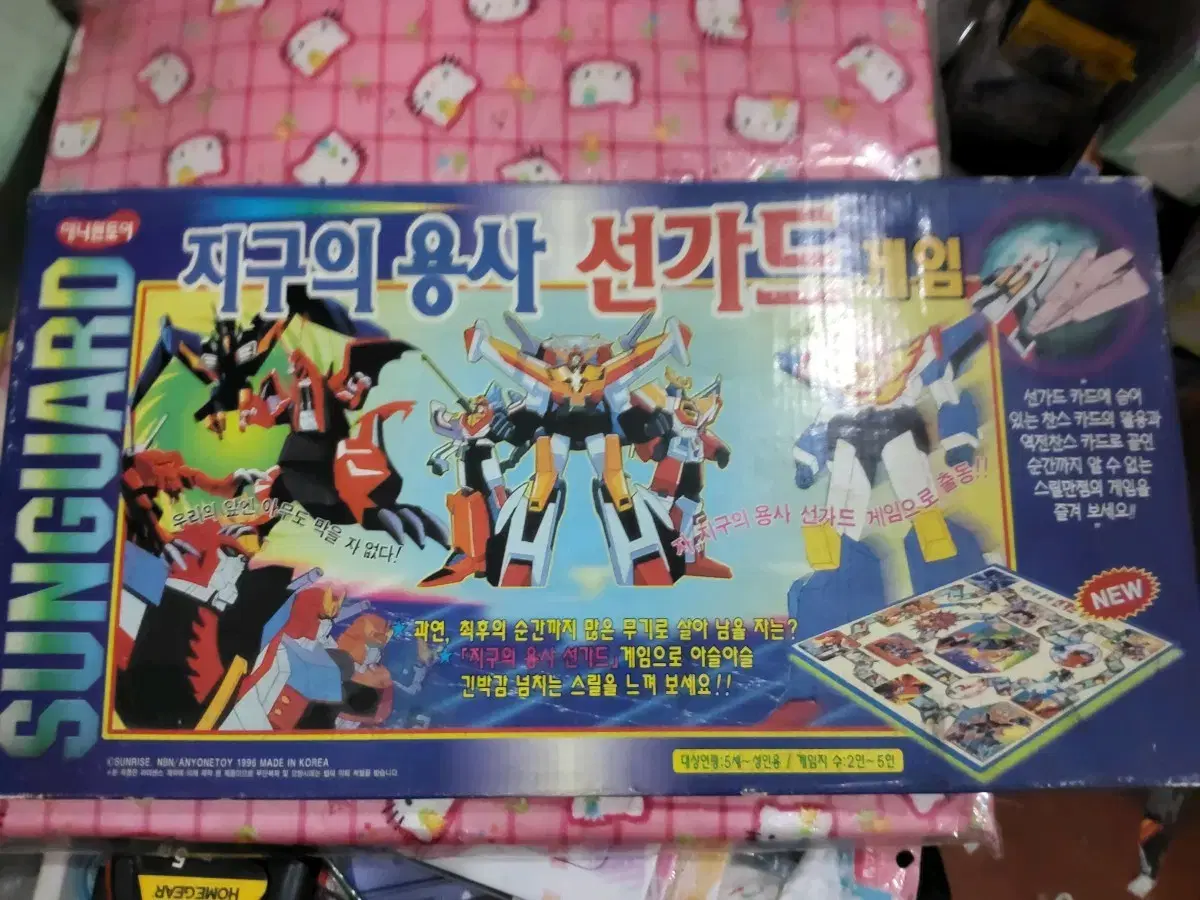 애니원토이
지구의 용사 선가드 게임
SUNGUARD
선가드 카드에 숨어
있는 찬스 카드의 활용과
역전찬스 카드로 끝인
순간까지 알 수 없는
스릴만점의 게임을
즐겨 보세요!!
우리의 앞엔 아무도 막을 자 없다!
자, 지구의 용사 선가드 게임으로 출동!!
NEW
과연, 최후의 순간까지 많은 무기로 살아 남을 자는?
「지구의 용사 선가드」게임으로 아슬아슬
긴박감 넘치는 스릴을 느껴 보세요!!
©SUNRISE. NBN/ANYONETOY 1996 MADE IN KOREA
대상연령:5세~성인용 / 게임자 수:2인~5인
5
HOMEGEAR